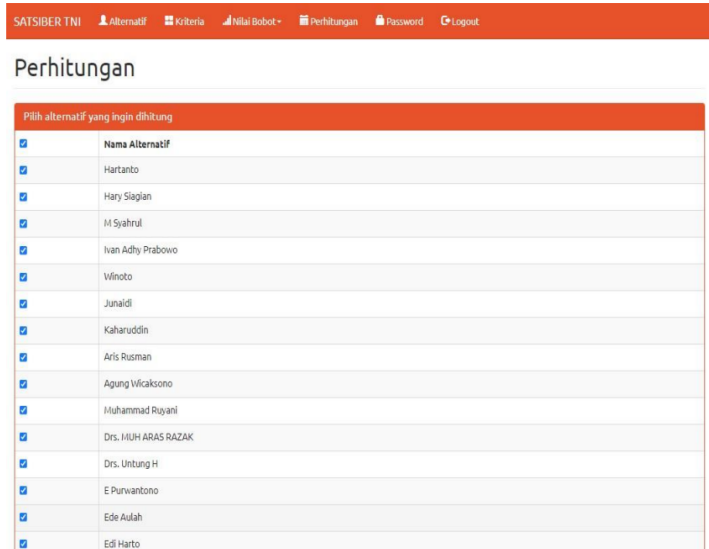 SATSIBER TNI Alternatif Kriteria Nilai Bobot Perhitungan Password Logout
Perhitungan
Pilih alternatif yang ingin dihitung
Nama Alternatif
Hartanto
Hary Siagian
M Syahrul
Ivan Adhy Prabowo
Winoto
Junaidi
Kaharuddin
Aris Rusman
Agung Wicaksono
Muhammad Ruyani
Drs. MUH ARAS RAZAK
Drs. Untung H
E Purwantono
Ede Aulah
Edi Harto